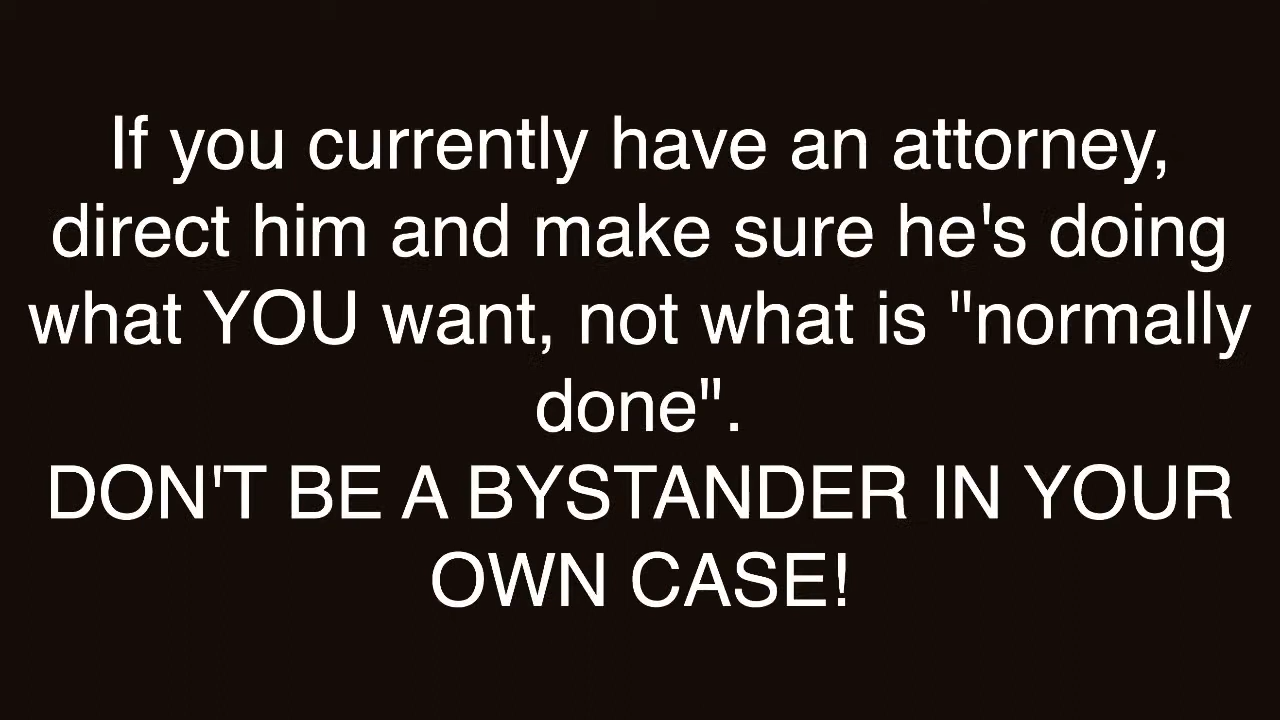 If you currently have an attorney,
direct him and make sure he's doing
what YOU want, not what is "normally
done".
DON'T BE A BYSTANDER IN YOUR
OWN CASE!